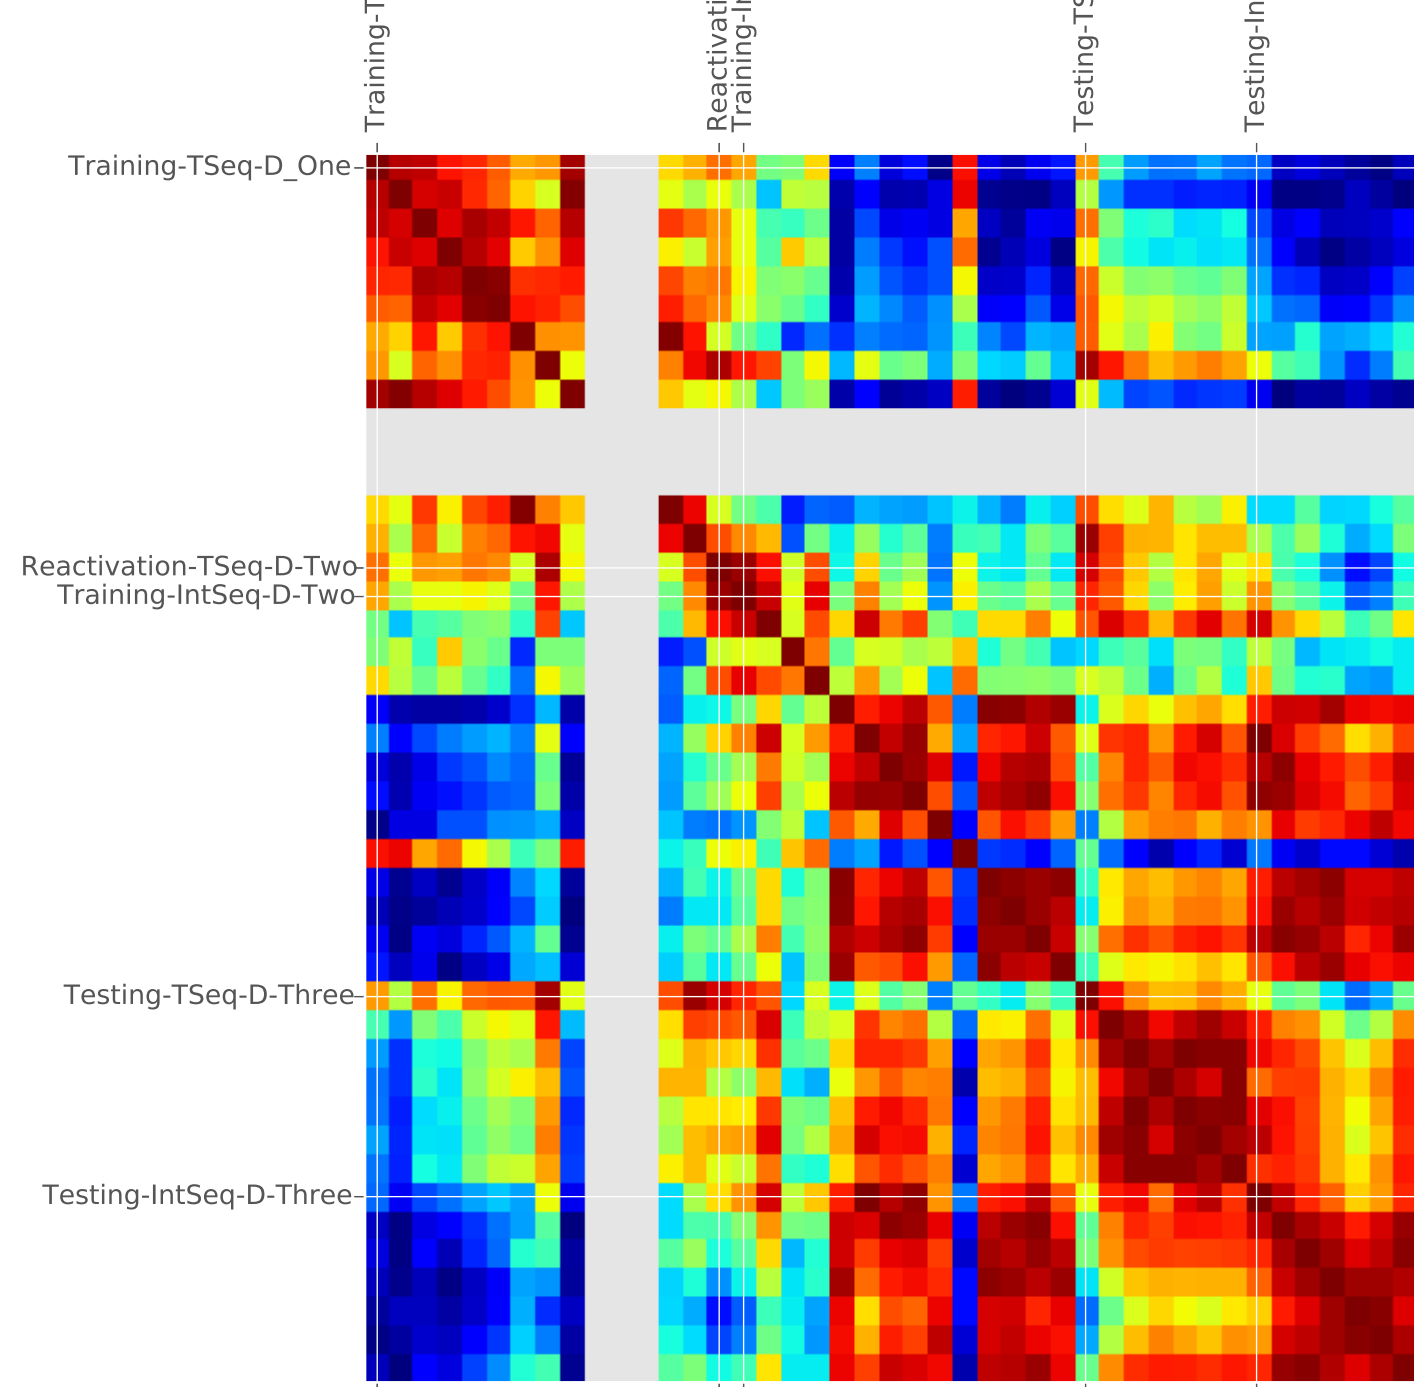 Training-T
Reactivati
Training-I
Testing-TS
Testing-In
Training-TSeq-D_One
Reactivation-TSeq-D-Two
Training-IntSeq-D-Two
Testing-TSeq-D-Three
Testing-IntSeq-D-Three